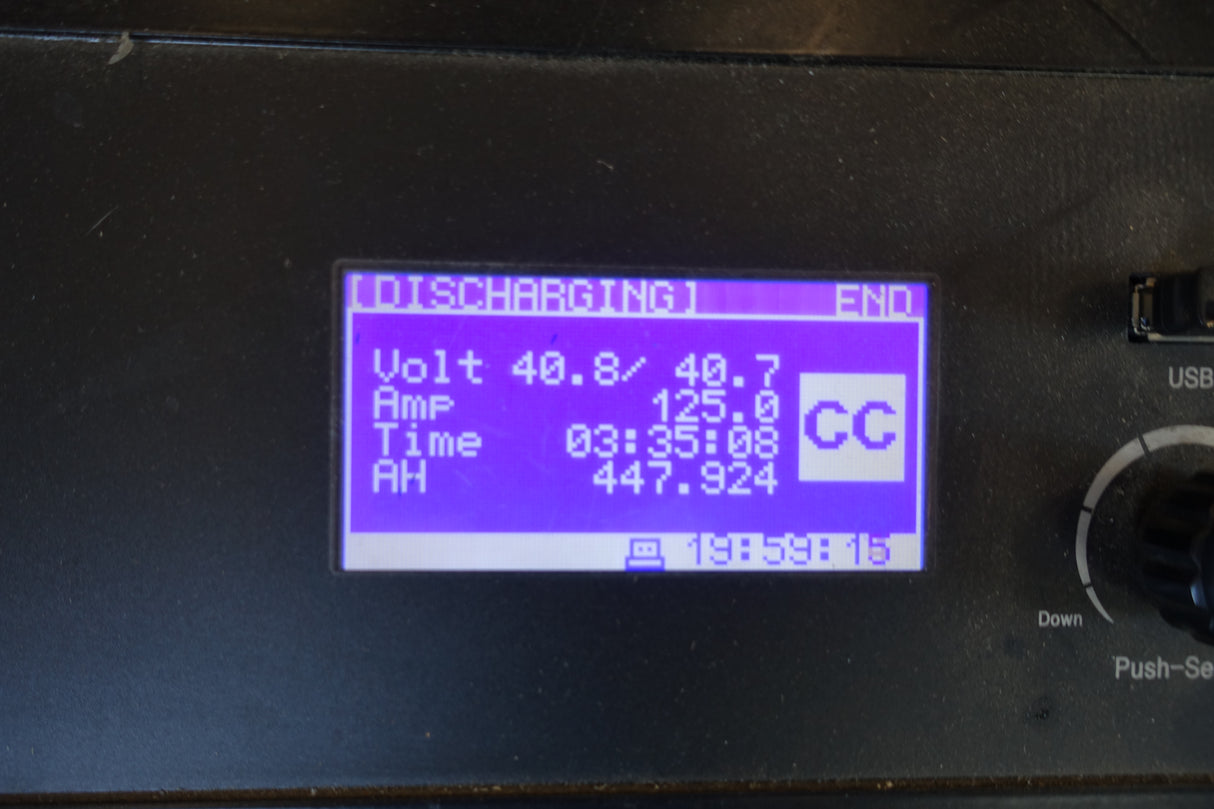 [DISCHARGING] END
Volt 40.8/ 40.7
Amp 125.0
Time 03:35:08
AH 447.924
CC
19:59:15
USB
Down
Push-Se